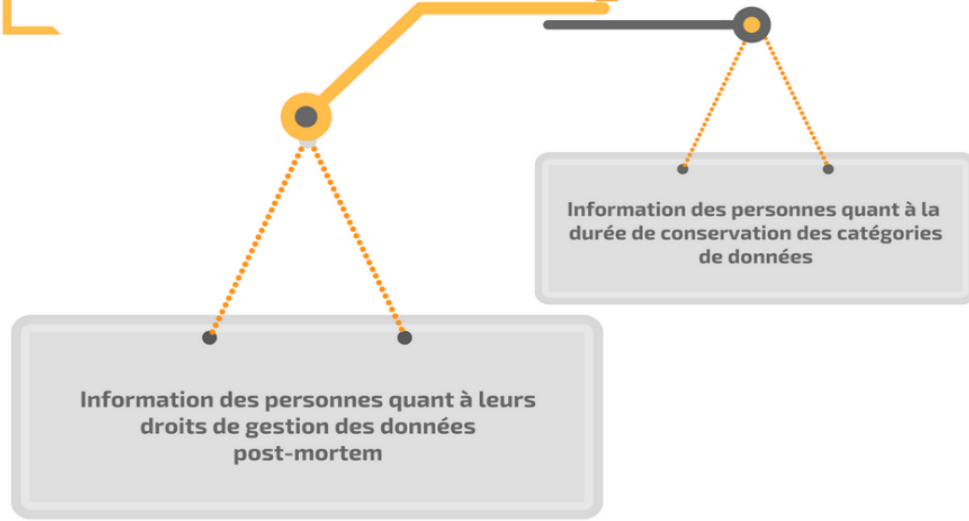 Information des personnes quant à la
durée de conservation des catégories
de données
Information des personnes quant à leurs
droits de gestion des données
post-mortem